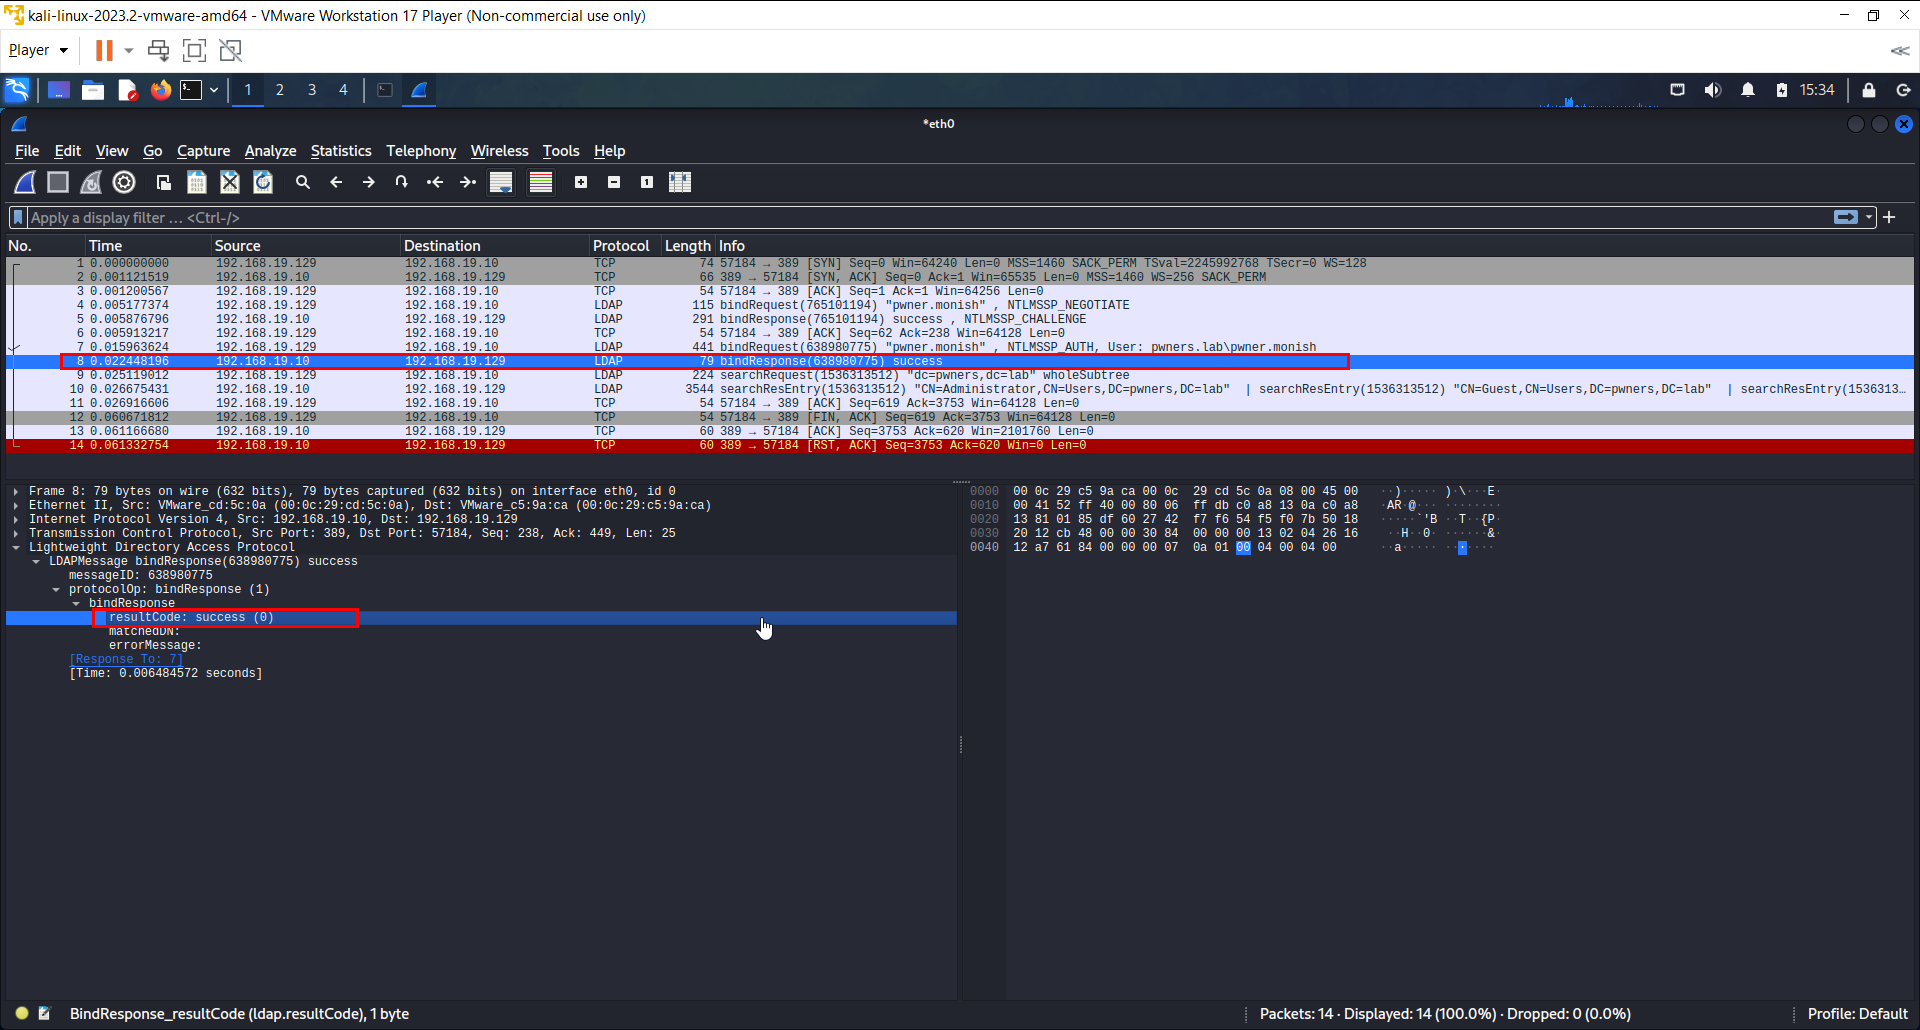 kali-linux-2023.2-vmware-amd64 - VMware Workstation 17 Player (Non-commercial use only)
Player
1 2 3 4 15:34
*eth0
File Edit View Go Capture Analyze Statistics Telephony Wireless Tools Help
Apply a display filter ... <Ctrl-/>
No. Time Source Destination Protocol Length Info
1 0.000000000 192.168.19.129 192.168.19.10 TCP 74 57184 → 389 [SYN] Seq=0 Win=64240 Len=0 MSS=1460 SACK_PERM TSval=2245992768 TSecr=0 WS=128
2 0.001121519 192.168.19.10 192.168.19.129 TCP 66 389 → 57184 [SYN, ACK] Seq=0 Ack=1 Win=65535 Len=0 MSS=1460 WS=256 SACK_PERM
3 0.001200567 192.168.19.129 192.168.19.10 TCP 54 57184 → 389 [ACK] Seq=1 Ack=1 Win=64256 Len=0
4 0.005177374 192.168.19.129 192.168.19.10 LDAP 115 bindRequest(765101194) "pwner.monish" , NTLMSSP_NEGOTIATE
5 0.005876796 192.168.19.10 192.168.19.129 LDAP 291 bindResponse(765101194) success , NTLMSSP_CHALLENGE
6 0.005913217 192.168.19.129 192.168.19.10 TCP 54 57184 → 389 [ACK] Seq=62 Ack=238 Win=64128 Len=0
7 0.015963624 192.168.19.129 192.168.19.10 LDAP 441 bindRequest(638980775) "pwner.monish" , NTLMSSP_AUTH, User: pwners.lab\pwner.monish
8 0.022448196 192.168.19.10 192.168.19.129 LDAP 79 bindResponse(638980775) success
9 0.025119012 192.168.19.129 192.168.19.10 LDAP 224 searchRequest(1536313512) "dc=pwners,dc=lab" wholeSubtree
10 0.026675431 192.168.19.10 192.168.19.129 LDAP 3544 searchResEntry(1536313512) "CN=Administrator,CN=Users,DC=pwners,DC=lab" | searchResEntry(1536313512) "CN=Guest,CN=Users,DC=pwners,DC=lab" | searchResEntry(1536313…
11 0.026916606 192.168.19.129 192.168.19.10 TCP 54 57184 → 389 [ACK] Seq=619 Ack=3753 Win=64128 Len=0
12 0.060671812 192.168.19.129 192.168.19.10 TCP 54 57184 → 389 [FIN, ACK] Seq=619 Ack=3753 Win=64128 Len=0
13 0.061166680 192.168.19.10 192.168.19.129 TCP 60 389 → 57184 [ACK] Seq=3753 Ack=620 Win=2101760 Len=0
14 0.061332754 192.168.19.10 192.168.19.129 TCP 60 389 → 57184 [RST, ACK] Seq=3753 Ack=620 Win=0 Len=0
Frame 8: 79 bytes on wire (632 bits), 79 bytes captured (632 bits) on interface eth0, id 0
Ethernet II, Src: VMware_cd:5c:0a (00:0c:29:cd:5c:0a), Dst: VMware_c5:9a:ca (00:0c:29:c5:9a:ca)
Internet Protocol Version 4, Src: 192.168.19.10, Dst: 192.168.19.129
Transmission Control Protocol, Src Port: 389, Dst Port: 57184, Seq: 238, Ack: 449, Len: 25
Lightweight Directory Access Protocol
LDAPMessage bindResponse(638980775) success
messageID: 638980775
protocolOp: bindResponse (1)
bindResponse
resultCode: success (0)
matchedDN:
errorMessage:
[Response To: 7]
[Time: 0.006484572 seconds]
0000 00 0c 29 c5 9a ca 00 0c 29 cd 5c 0a 08 00 45 00 ··)·····)·\···E·
0010 00 41 52 ff 40 00 80 06 ff db c0 a8 13 0a c0 a8 ·AR·@···········
0020 13 81 01 85 df 60 27 42 f7 f6 54 f5 f0 7b 50 18 ·····`'B··T··{P·
0030 20 12 cb 48 00 00 30 84 00 00 00 13 02 04 26 16 ··H··0·······&·
0040 12 a7 61 84 00 00 00 07 0a 01 00 04 00 04 00 ··a············
BindResponse_resultCode (ldap.resultCode), 1 byte
Packets: 14 · Displayed: 14 (100.0%) · Dropped: 0 (0.0%)
Profile: Default